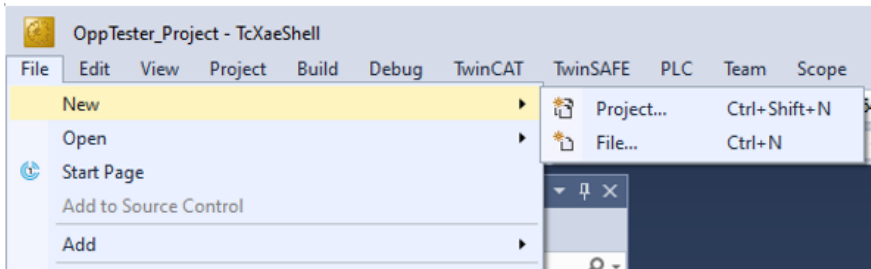 OppTester_Project - TcXaeShell
File Edit View Project Build Debug TwinCAT TwinSAFE PLC Team Scope
New
Project... Ctrl+Shift+N
File... Ctrl+N
Open
Start Page
Add to Source Control
Add